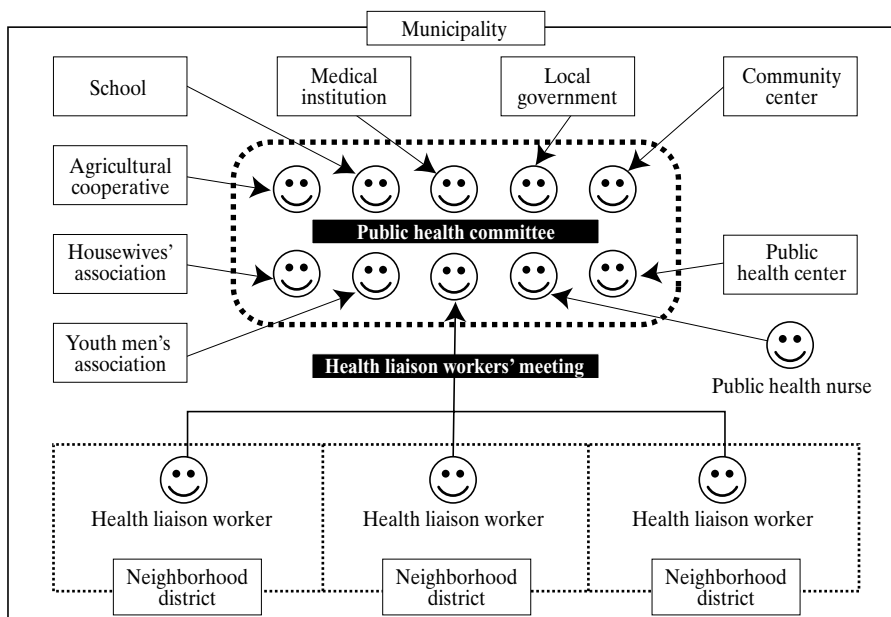 Municipality
School
Medical
institution
Local
government
Community
center
Agricultural
cooperative
Public health committee
Housewives’
association
Public
health center
Youth men’s
association
Health liaison workers’ meeting
Public health nurse
Health liaison worker
Health liaison worker
Health liaison worker
Neighborhood
district
Neighborhood
district
Neighborhood
district